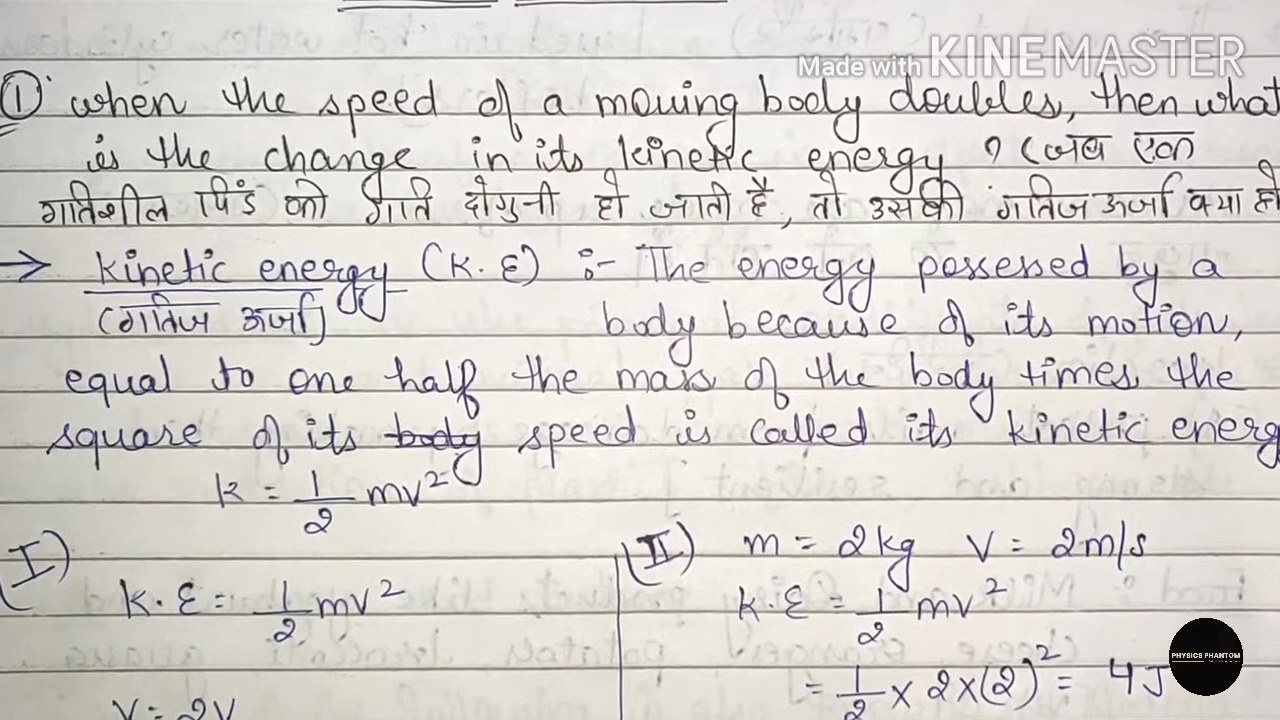 Made with KINEMASTER
① when the speed of a moving body doubles, then what
is the change in its kinetic energy ? (जब एक
गतिशील पिंड की गति दोगुनी हो जाती है, तो उसकी गतिज ऊर्जा क्या हो
→ kinetic energy (K.E) :- The energy possessed by a
(गतिज ऊर्जा) body because of its motion,
equal to one half the mass of the body times the
square of its body speed is called its kinetic energ
k = 1/2 mv²
(I) 
K.E = 1/2 mv²
V = 2V
(II) m = 2kg V = 2m/s
K.E = 1/2 mv²
= 1/2 x 2 x (2)² = 4J
PHYSICS PHANTOM